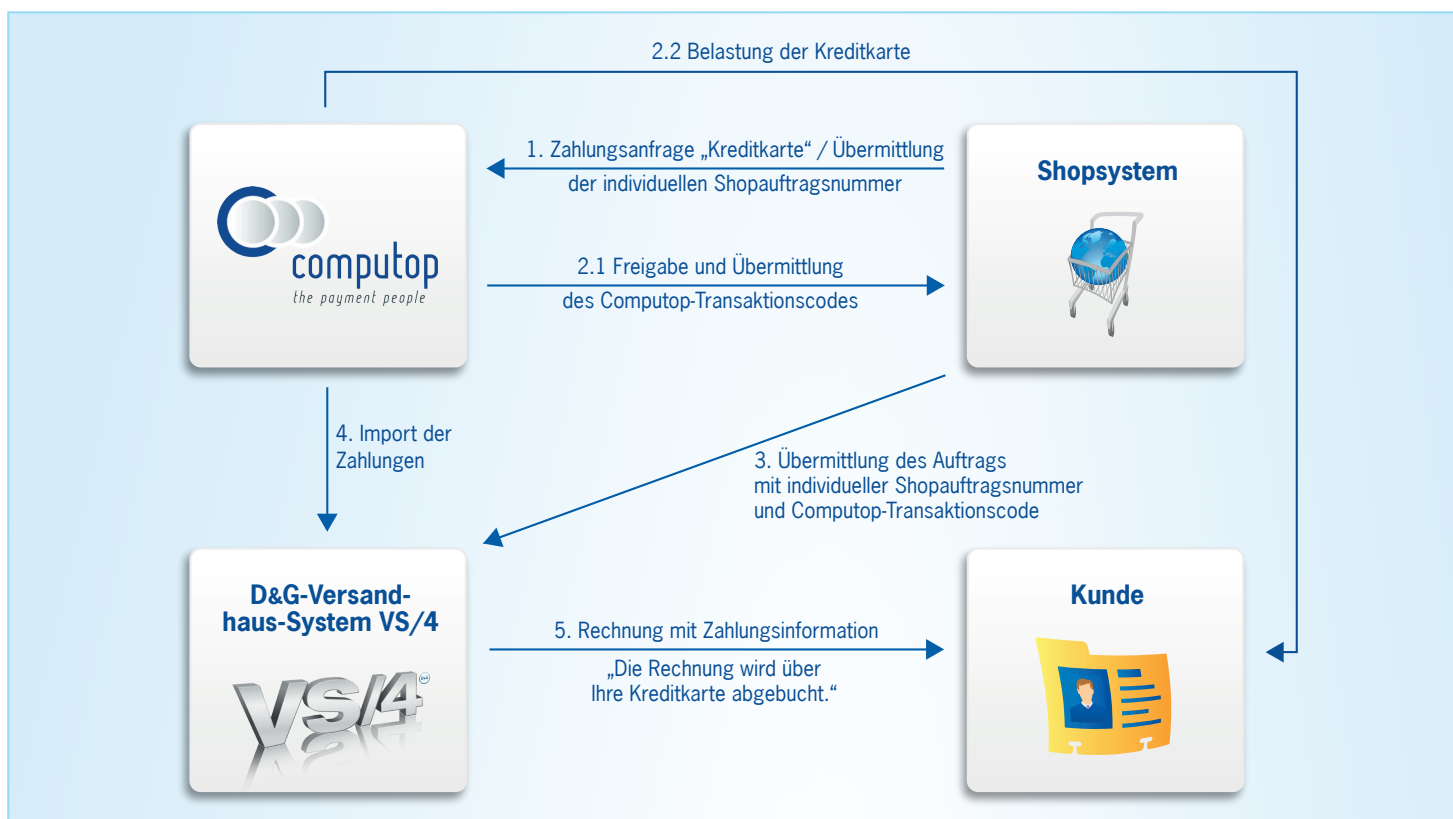 2.2 Belastung der Kreditkarte
1. Zahlungsanfrage „Kreditkarte“ / Übermittlung
der individuellen Shopauftragsnummer
Shopsystem
computop
the payment people
2.1 Freigabe und Übermittlung
des Computop-Transaktionscodes
4. Import der
Zahlungen
3. Übermittlung des Auftrags
mit individueller Shopauftragsnummer
und Computop-Transaktionscode
D&G-Versand-
haus-System VS/4
VS/4
D&G
5. Rechnung mit Zahlungsinformation
„Die Rechnung wird über
Ihre Kreditkarte abgebucht.“
Kunde